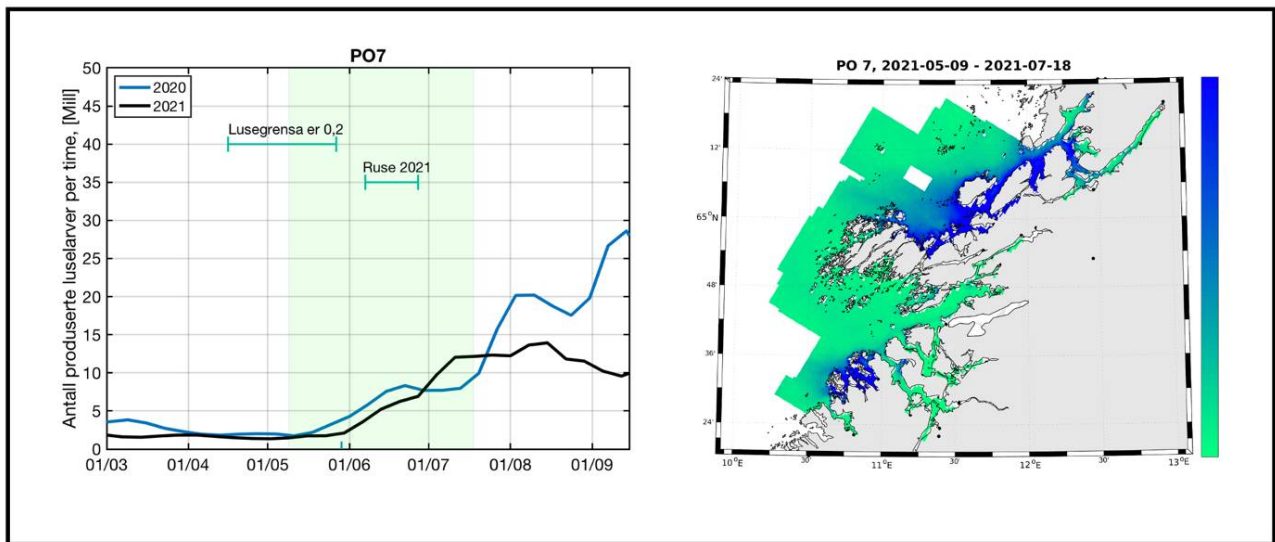 PO7
Antall produserte luselarver per time, [Mill]
50
45
40
35
30
25
20
15
10
5
0
2020
2021
Lusegrensa er 0,2
Ruse 2021
01/03
01/04
01/05
01/06
01/07
01/08
01/09
PO 7, 2021-05-09 - 2021-07-18
24'
12'
65°N
48'
36'
24'
10°E
30'
11°E
30'
12°E
30'
13°E